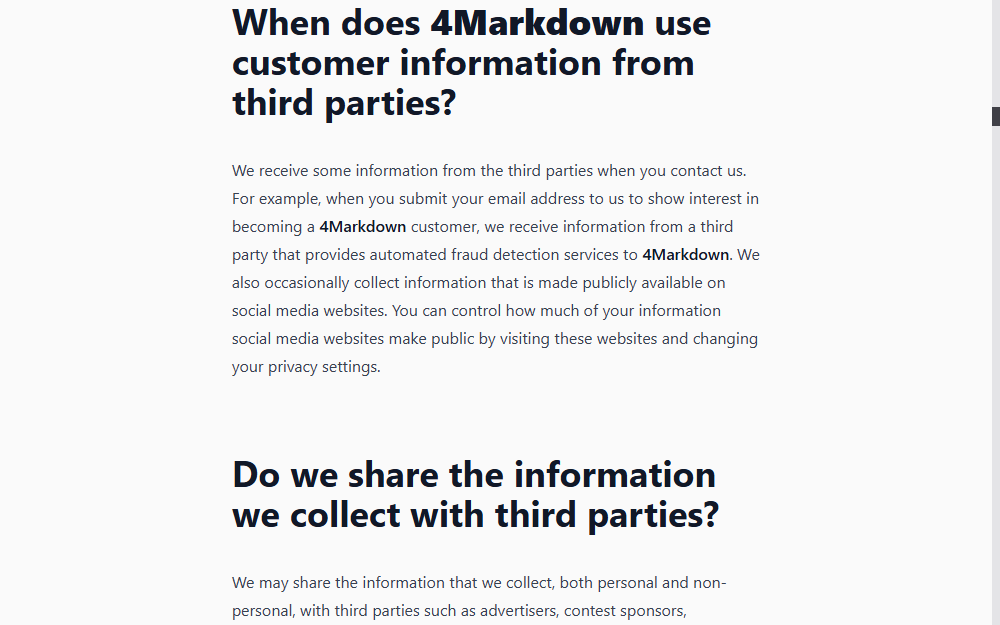 When does 4Markdown use
customer information from
third parties?
We receive some information from the third parties when you contact us.
For example, when you submit your email address to us to show interest in
becoming a 4Markdown customer, we receive information from a third
party that provides automated fraud detection services to 4Markdown. We
also occasionally collect information that is made publicly available on
social media websites. You can control how much of your information
social media websites make public by visiting these websites and changing
your privacy settings.
Do we share the information
we collect with third parties?
We may share the information that we collect, both personal and non-
personal, with third parties such as advertisers, contest sponsors,